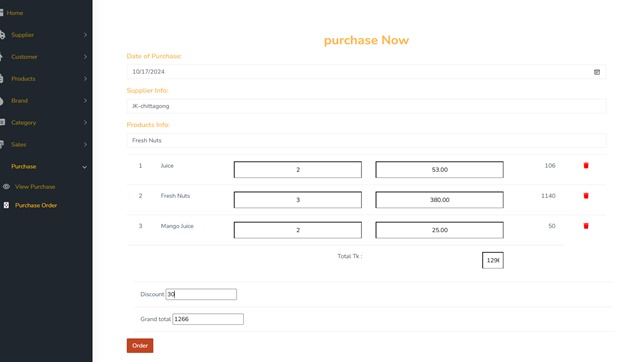 Home
Supplier
Customer
Products
Brand
Category
Sales
Purchase
View Purchase
Purchase Order
purchase Now
Date of Purchase:
10/17/2024
Supplier Info:
JK-chittagong
Products Info:
Fresh Nuts
1 Juice 2 53.00 106
2 Fresh Nuts 3 380.00 1140
3 Mango Juice 2 25.00 50
Total Tk : 129
Discount 30
Grand total 1266
Order